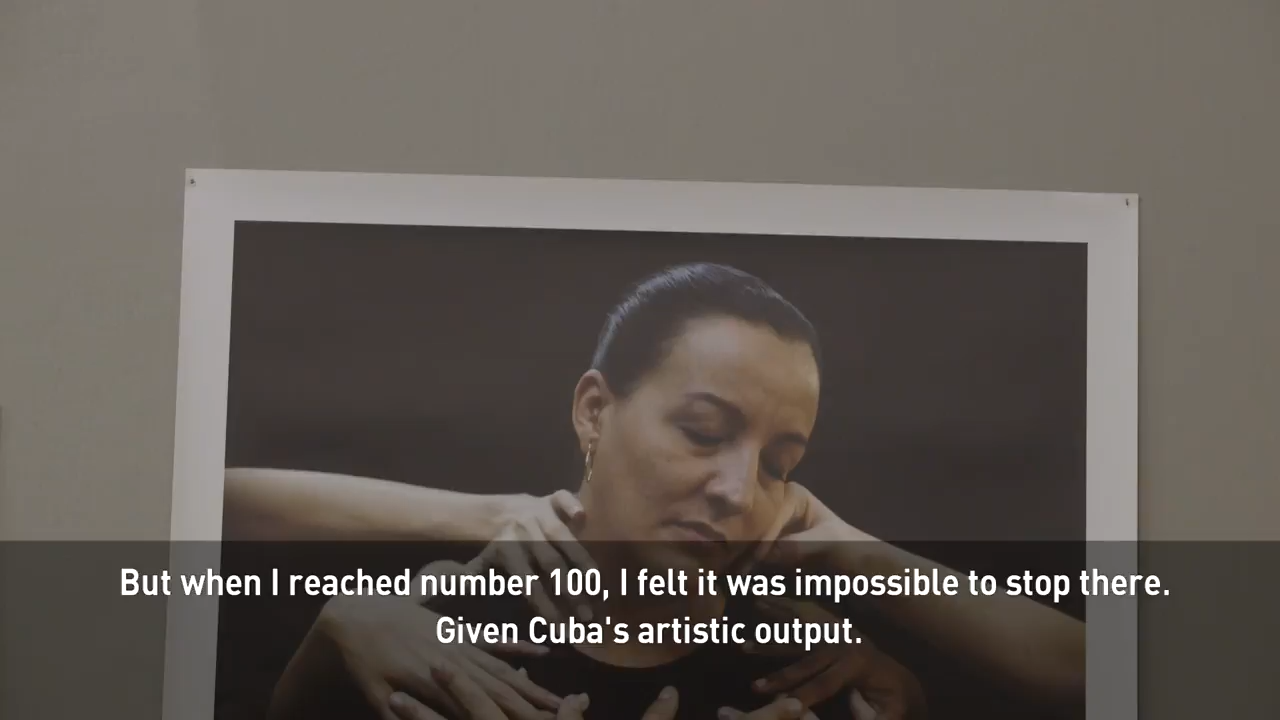 But when I reached number 100, I felt it was impossible to stop there.
Given Cuba's artistic output.